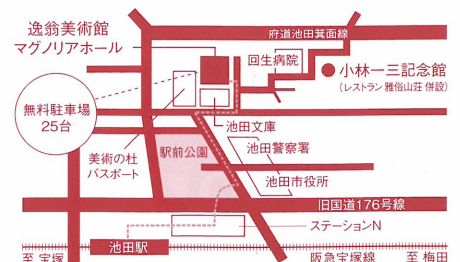 府道池田箕面線
逸翁美術館
マグノリアホール
回生病院
小林一三記念館
(レストラン 雅俗山荘 併設)
無料駐車場
25台
池田文庫
美術の杜
バスポート
駅前公園
池田警察署
池田市役所
旧国道176号線
ステーションN
池田駅
至 宝塚
阪急宝塚線
至 梅田